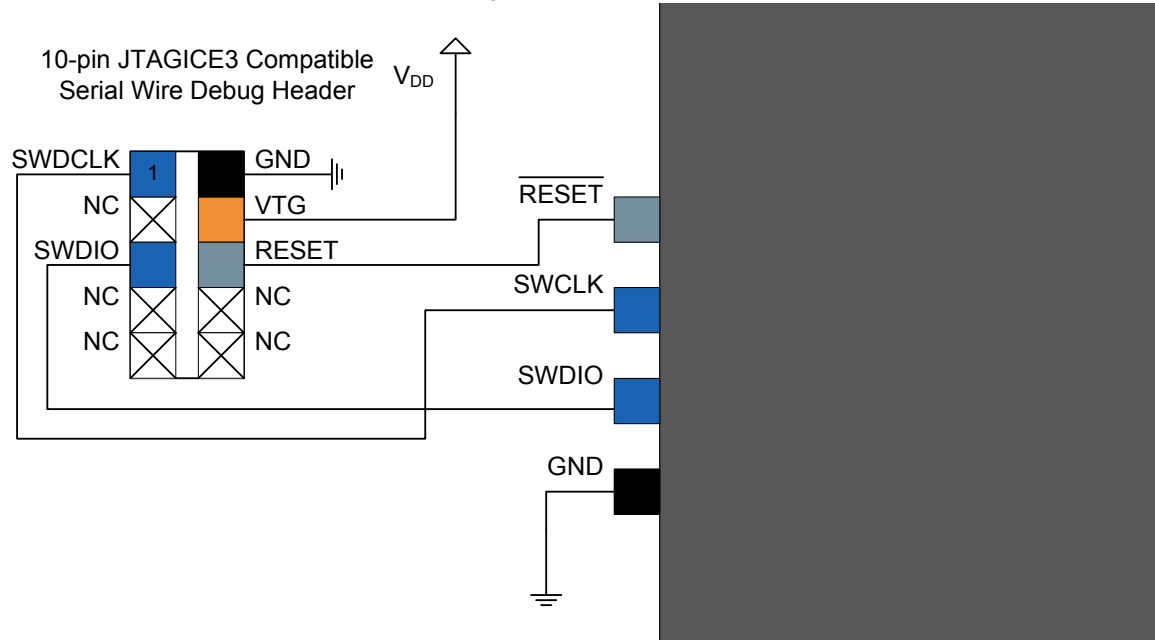 10-pin JTAGICE3 Compatible
Serial Wire Debug Header
VDD
SWDCLK
1
GND
NC
VTG
SWDIO
RESET
NC
NC
NC
NC
RESET
SWCLK
SWDIO
GND